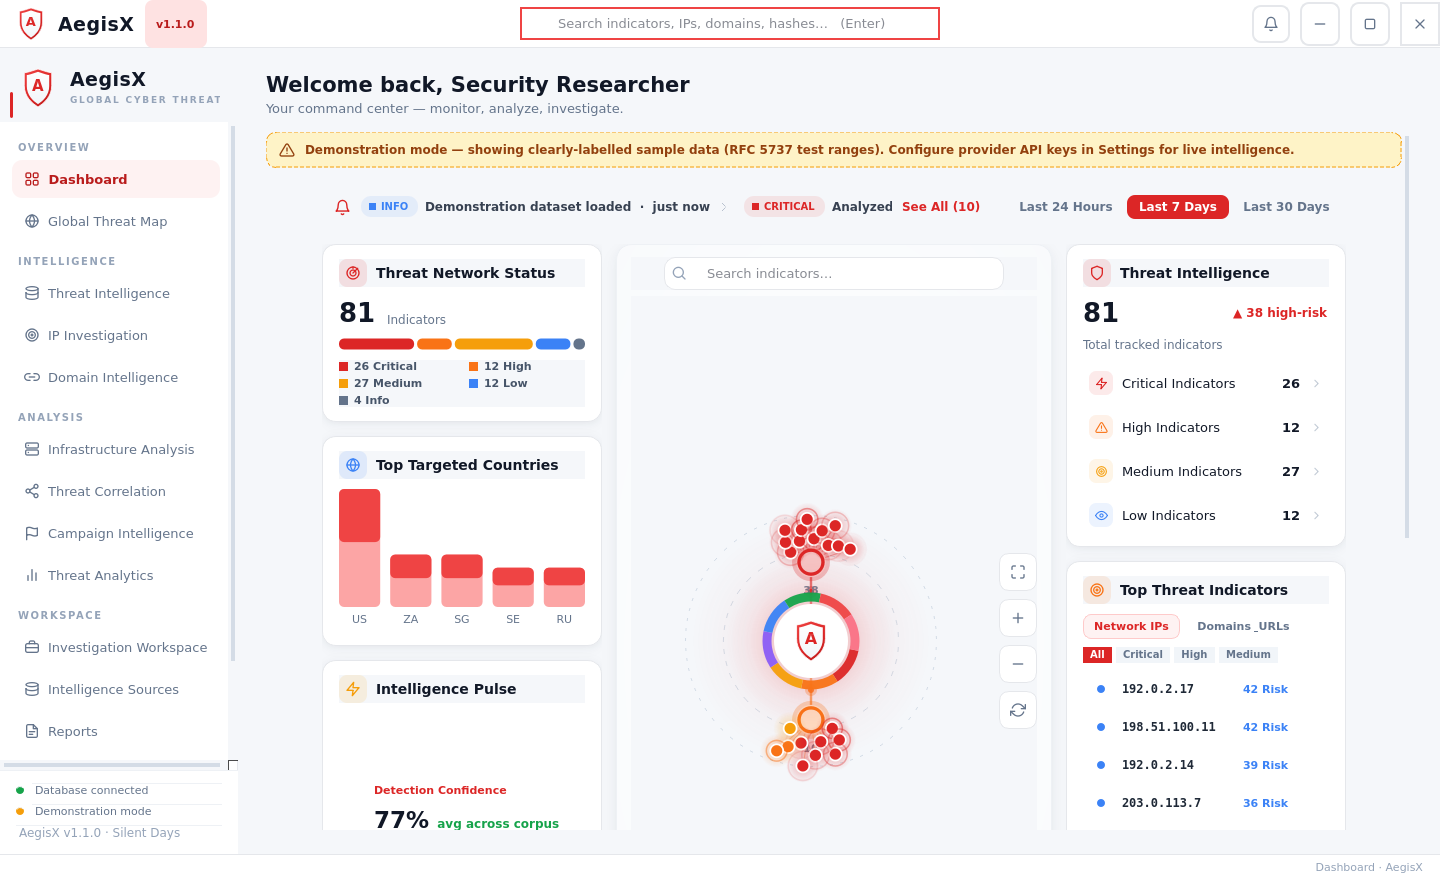 A AegisX v1.1.0
Search indicators, IPs, domains, hashes... (Enter)
A AegisX
GLOBAL CYBER THREAT
OVERVIEW
Dashboard
Global Threat Map
INTELLIGENCE
Threat Intelligence
IP Investigation
Domain Intelligence
ANALYSIS
Infrastructure Analysis
Threat Correlation
Campaign Intelligence
Threat Analytics
WORKSPACE
Investigation Workspace
Intelligence Sources
Reports
Database connected
Demonstration mode
AegisX v1.1.0 · Silent Days
Welcome back, Security Researcher
Your command center — monitor, analyze, investigate.
Demonstration mode — showing clearly-labelled sample data (RFC 5737 test ranges). Configure provider API keys in Settings for live intelligence.
INFO Demonstration dataset loaded · just now CRITICAL Analyzed See All (10) Last 24 Hours Last 7 Days Last 30 Days
Threat Network Status
81 Indicators
26 Critical 12 High
27 Medium 12 Low
4 Info
Top Targeted Countries
US ZA SG SE RU
Intelligence Pulse
Detection Confidence
77% avg across corpus
Search indicators...
38
A
Threat Intelligence
81 ▲ 38 high-risk
Total tracked indicators
Critical Indicators 26
High Indicators 12
Medium Indicators 27
Low Indicators 12
Top Threat Indicators
Network IPs Domains _URLs
All Critical High Medium
192.0.2.17 42 Risk
198.51.100.11 42 Risk
192.0.2.14 39 Risk
203.0.113.7 36 Risk
Dashboard · AegisX